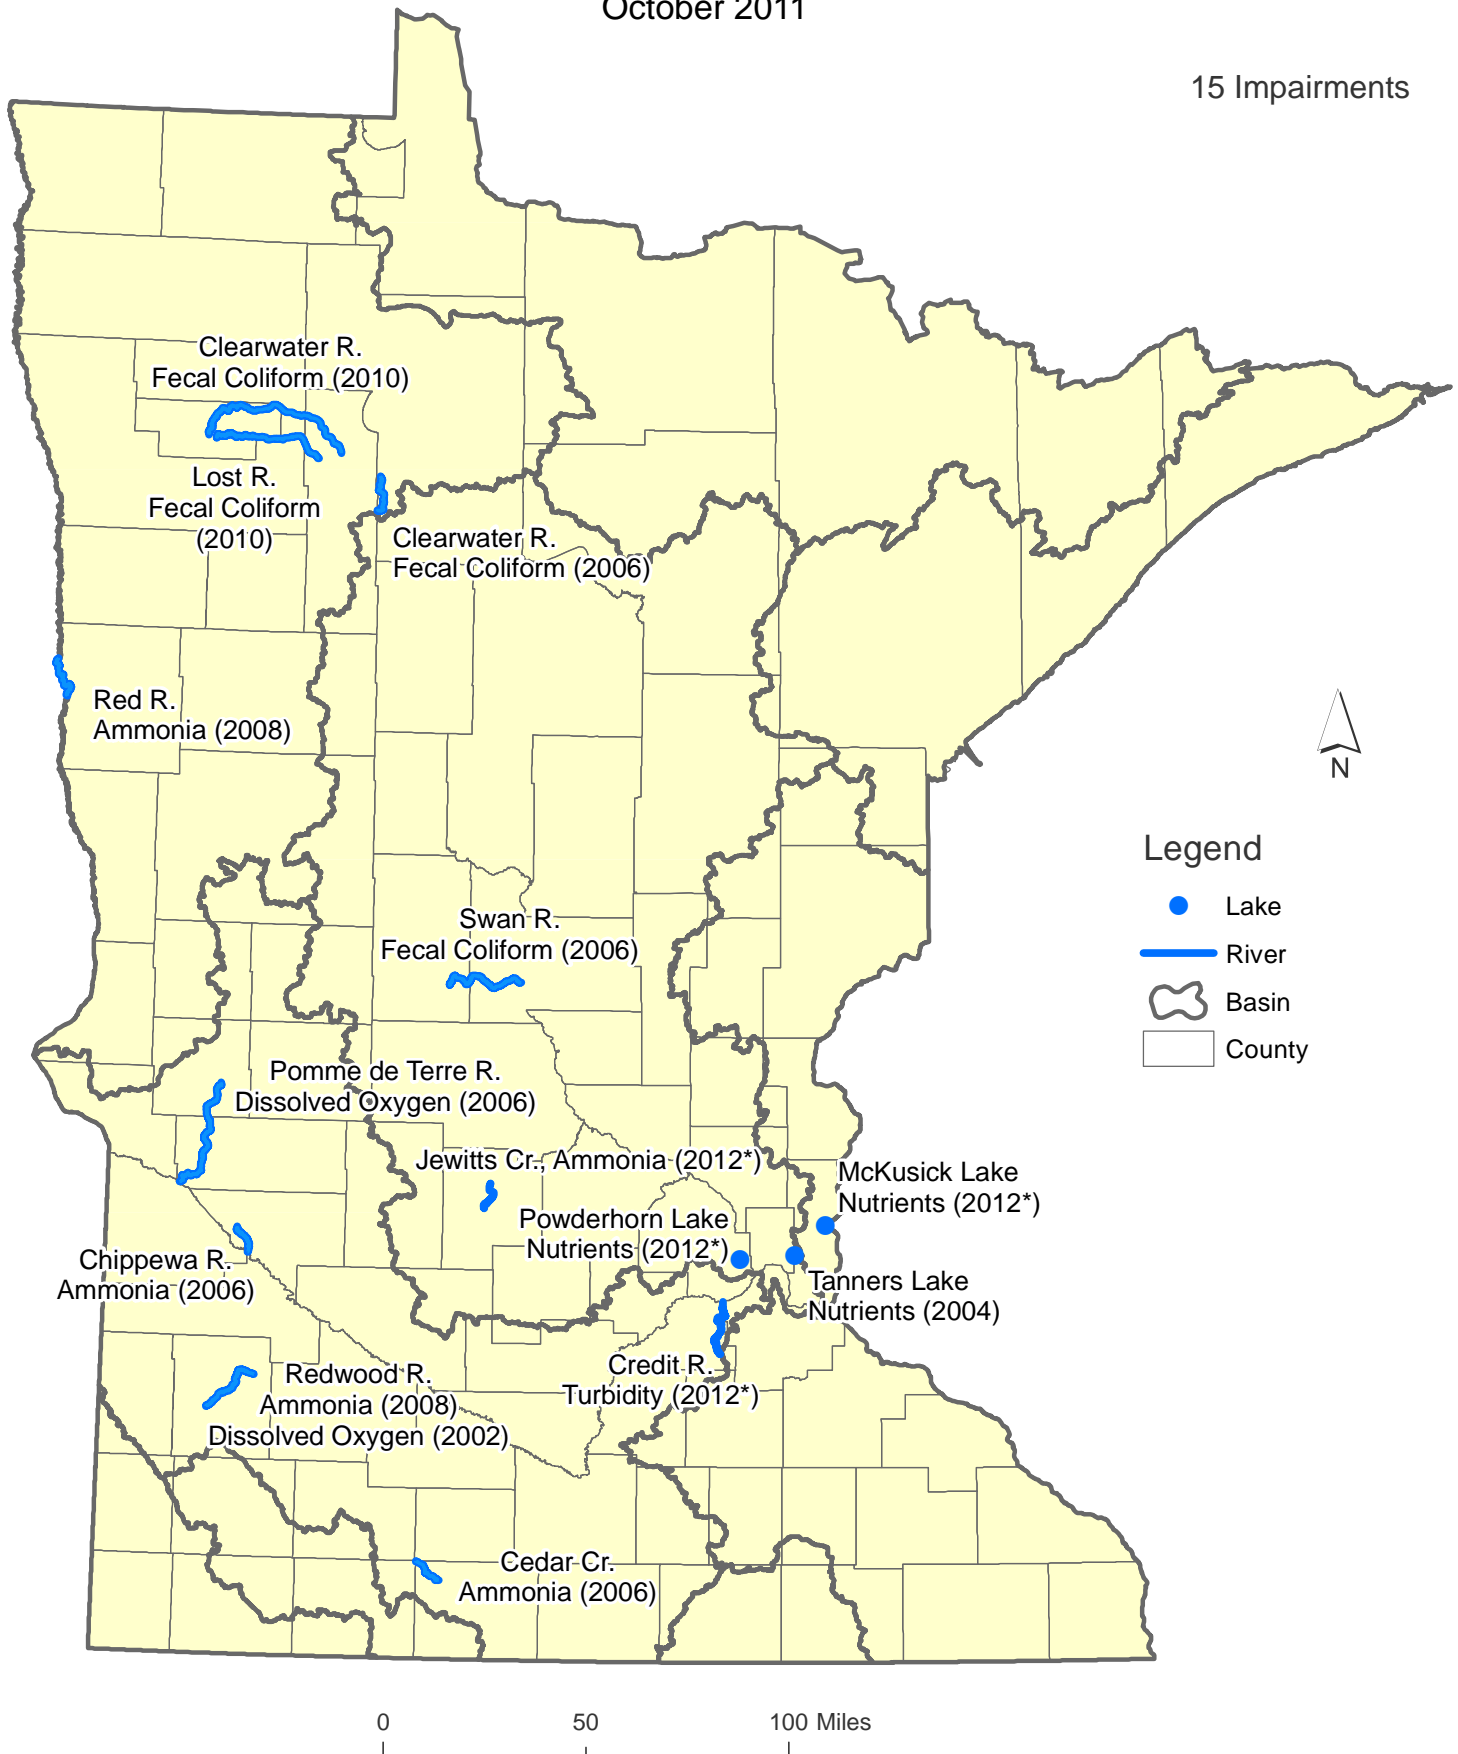 October 2011
15 Impairments
Clearwater R.
Fecal Coliform (2010)
Lost R.
Fecal Coliform
(2010)
Clearwater R.
Fecal Coliform (2006)
Red R.
Ammonia (2008)
N
Legend
Lake
River
Basin
County
Swan R.
Fecal Coliform (2006)
Pomme de Terre R.
Dissolved Oxygen (2006)
Jewitts Cr., Ammonia (2012*)
McKusick Lake
Nutrients (2012*)
Powderhorn Lake
Nutrients (2012*)
Chippewa R.
Ammonia (2006)
Tanners Lake
Nutrients (2004)
Credit R.
Turbidity (2012*)
Redwood R.
Ammonia (2008)
Dissolved Oxygen (2002)
Cedar Cr.
Ammonia (2006)
0 50 100 Miles